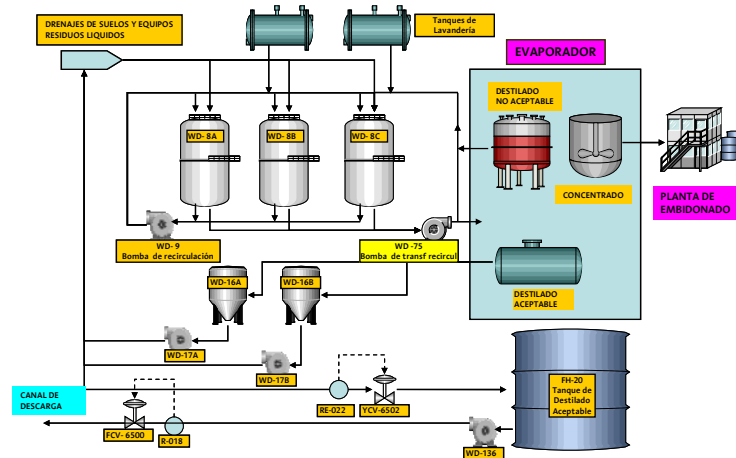 DRENAJES DE SUELOS Y EQUIPOS
RESIDUOS LIQUIDOS
Tanques de
Lavandería
EVAPORADOR
DESTILADO
NO ACEPTABLE
WD- 8A
WD- 8B
WD- 8C
CONCENTRADO
PLANTA DE
EMBIDONADO
WD- 9
Bomba de recirculación
WD -75
Bomba de transf recircul
WD-16A
WD-16B
DESTILADO
ACEPTABLE
WD-17A
WD-17B
CANAL DE
DESCARGA
RE-022
YCV-6502
FH-20
Tanque de
Destilado
Aceptable
FCV- 6500
R-018
WD-136